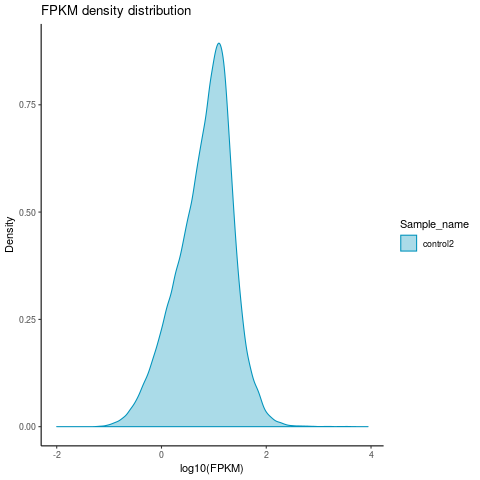 FPKM density distribution
0.75
0.50
0.25
0.00
Density
-2
0
2
4
log10(FPKM)
Sample_name
control2